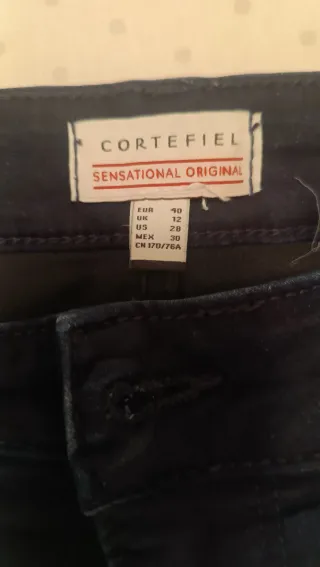 CORTEFIEL
SENSATIONAL ORIGINAL
EUR 40
UK 12
US 28
MEX 30
CN 170/76A